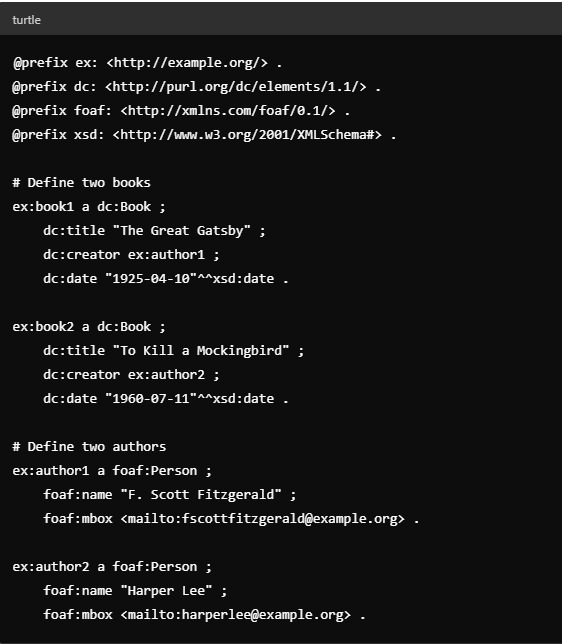 turtle
@prefix ex: <http://example.org/> .
@prefix dc: <http://purl.org/dc/elements/1.1/> .
@prefix foaf: <http://xmlns.com/foaf/0.1/> .
@prefix xsd: <http://www.w3.org/2001/XMLSchema#> .
# Define two books
ex:book1 a dc:Book ;
dc:title "The Great Gatsby" ;
dc:creator ex:author1 ;
dc:date "1925-04-10"^^xsd:date .
ex:book2 a dc:Book ;
dc:title "To Kill a Mockingbird" ;
dc:creator ex:author2 ;
dc:date "1960-07-11"^^xsd:date .
# Define two authors
ex:author1 a foaf:Person ;
foaf:name "F. Scott Fitzgerald" ;
foaf:mbox <mailto:fscottfitzgerald@example.org> .
ex:author2 a foaf:Person ;
foaf:name "Harper Lee" ;
foaf:mbox <mailto:harperlee@example.org> .